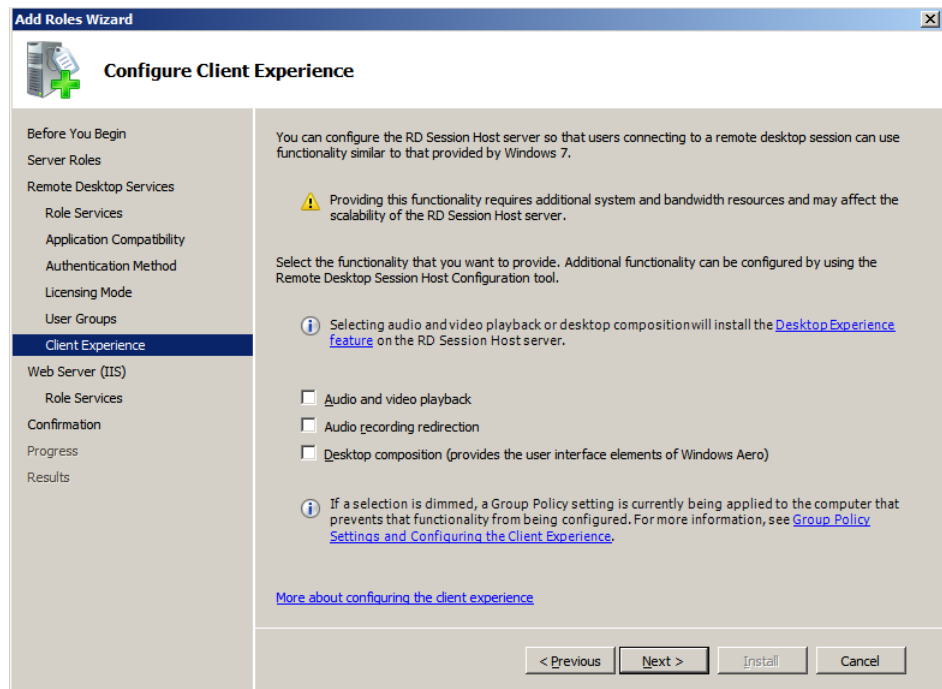 Add Roles Wizard
Configure Client Experience
Before You Begin
Server Roles
Remote Desktop Services
Role Services
Application Compatibility
Authentication Method
Licensing Mode
User Groups
Client Experience
Web Server (IIS)
Role Services
Confirmation
Progress
Results
You can configure the RD Session Host server so that users connecting to a remote desktop session can use
functionality similar to that provided by Windows 7.
Providing this functionality requires additional system and bandwidth resources and may affect the
scalability of the RD Session Host server.
Select the functionality that you want to provide. Additional functionality can be configured by using the
Remote Desktop Session Host Configuration tool.
Selecting audio and video playback or desktop composition will install the Desktop Experience
feature on the RD Session Host server.
Audio and video playback
Audio recording redirection
Desktop composition (provides the user interface elements of Windows Aero)
If a selection is dimmed, a Group Policy setting is currently being applied to the computer that
prevents that functionality from being configured. For more information, see Group Policy
Settings and Configuring the Client Experience.
More about configuring the client experience
< Previous
Next >
Install
Cancel